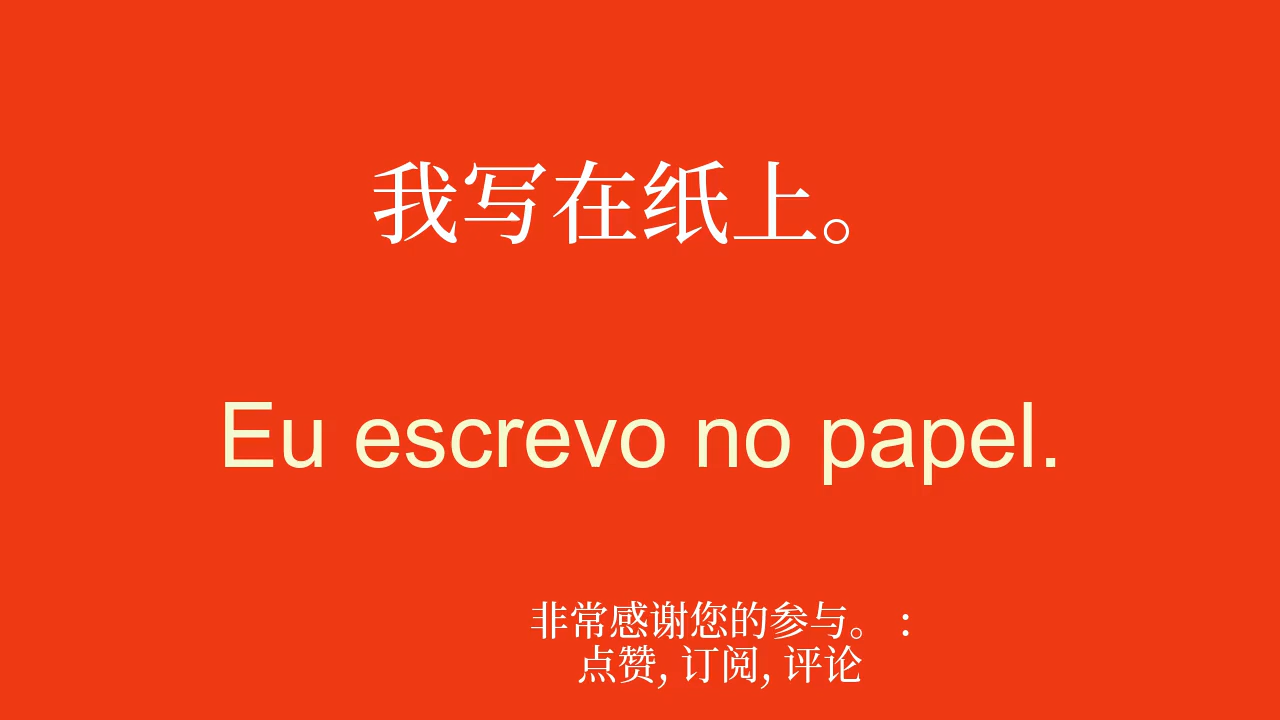 我写在纸上。
Eu escrevo no papel.
非常感谢您的参与。 :
点赞, 订阅, 评论